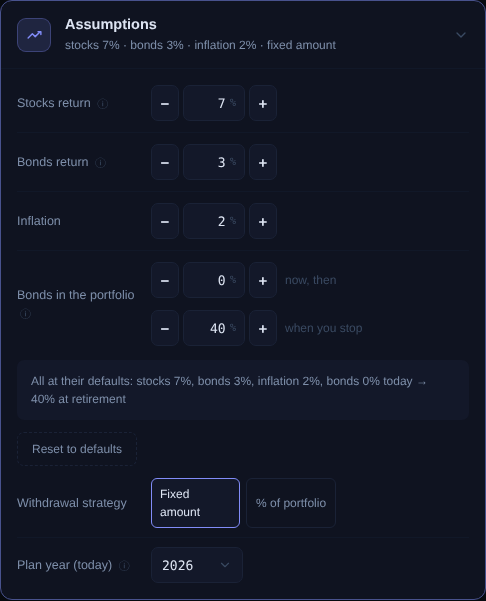 Assumptions
stocks 7% · bonds 3% · inflation 2% · fixed amount
Stocks return ⓘ
− 7 % +
Bonds return ⓘ
− 3 % +
Inflation
− 2 % +
Bonds in the portfolio ⓘ
− 0 % + now, then
− 40 % + when you stop
All at their defaults: stocks 7%, bonds 3%, inflation 2%, bonds 0% today →
40% at retirement
Reset to defaults
Withdrawal strategy
Fixed
amount
% of portfolio
Plan year (today) ⓘ
2026